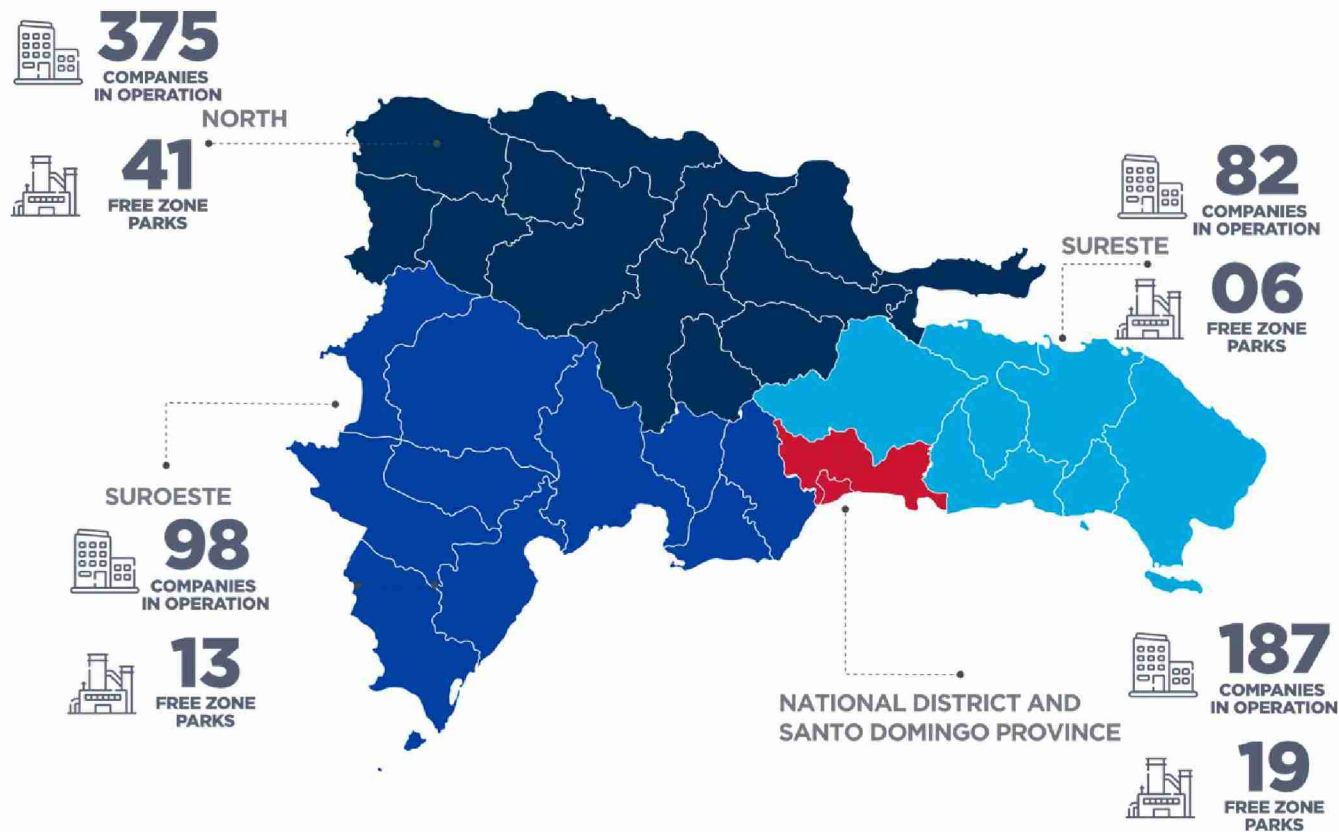 375
COMPANIES
IN OPERATION
NORTH
41
FREE ZONE
PARKS
82
COMPANIES
IN OPERATION
SURESTE
06
FREE ZONE
PARKS
SUROESTE
98
COMPANIES
IN OPERATION
13
FREE ZONE
PARKS
NATIONAL DISTRICT AND
SANTO DOMINGO PROVINCE
187
COMPANIES
IN OPERATION
19
FREE ZONE
PARKS